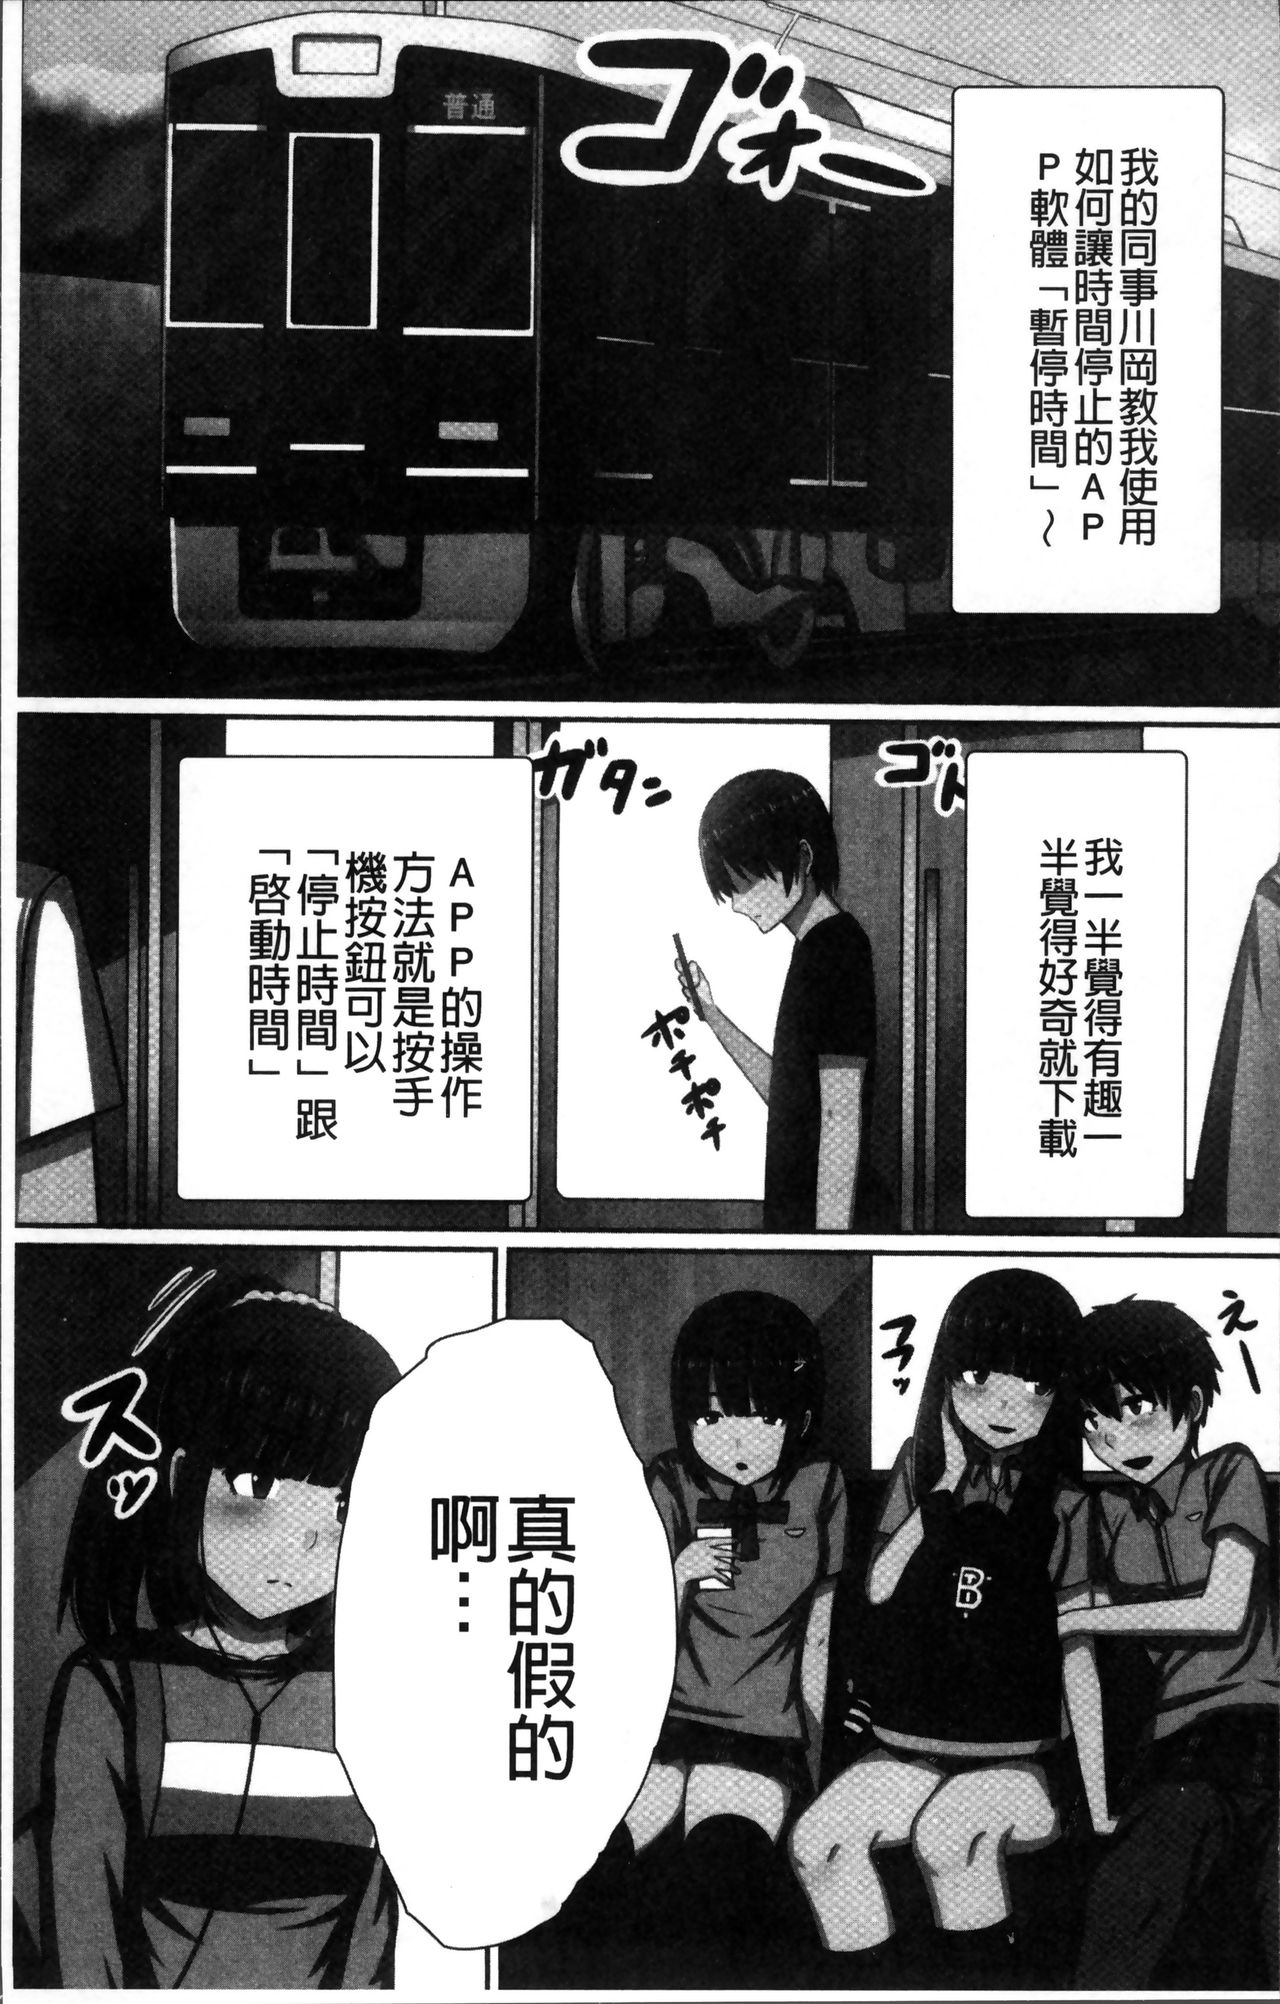 普通
ゴォー
我的同事川岡教我使用
如何讓時間停止的AP
P軟體「暫停時間」～
ゴト
我一半覺得有趣一
半覺得好奇就下載
ガタン
ポチ
ポチ
APP的操作
方法就是按手
機按鈕可以
「停止時間」跟
「啓動時間」
えー
B
真的假的
啊…
スッ